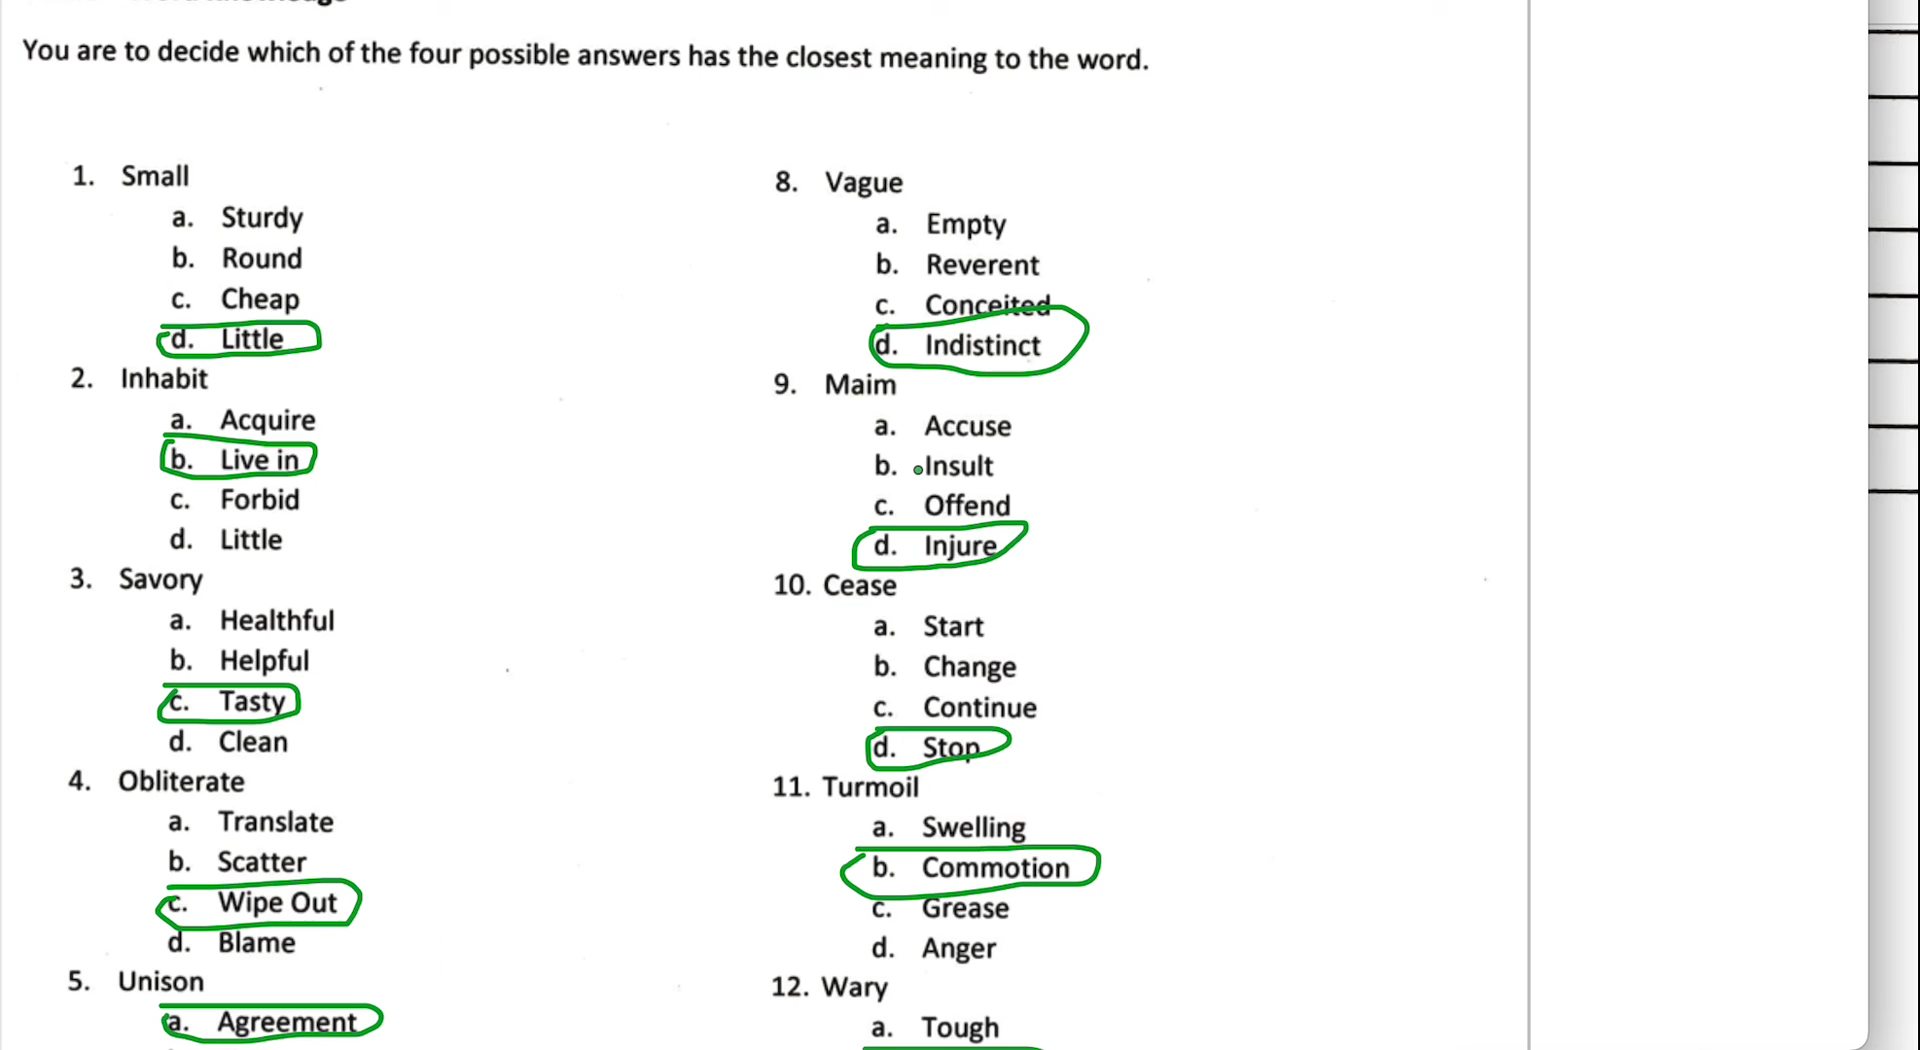 You are to decide which of the four possible answers has the closest meaning to the word.
1. Small
a. Sturdy
b. Round
c. Cheap
d. Little
2. Inhabit
a. Acquire
b. Live in
c. Forbid
d. Little
3. Savory
a. Healthful
b. Helpful
c. Tasty
d. Clean
4. Obliterate
a. Translate
b. Scatter
c. Wipe Out
d. Blame
5. Unison
a. Agreement
8. Vague
a. Empty
b. Reverent
c. Conceited
d. Indistinct
9. Maim
a. Accuse
b. Insult
c. Offend
d. Injure
10. Cease
a. Start
b. Change
c. Continue
d. Stop
11. Turmoil
a. Swelling
b. Commotion
c. Grease
d. Anger
12. Wary
a. Tough